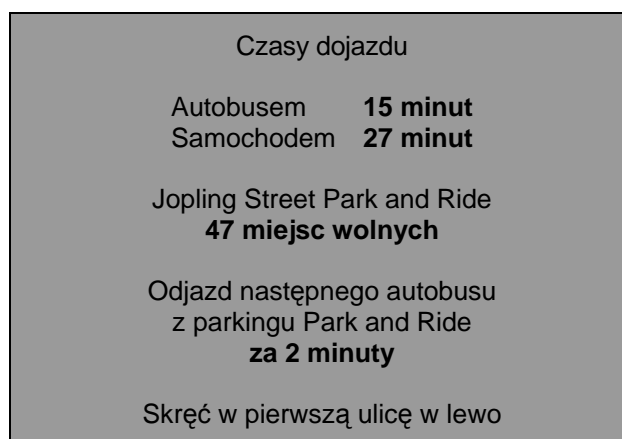 Czasy dojazdu
Autobusem 15 minut
Samochodem 27 minut
Jopling Street Park and Ride
47 miejsc wolnych
Odjazd następnego autobusu
z parkingu Park and Ride
za 2 minuty
Skręć w pierwszą ulicę w lewo